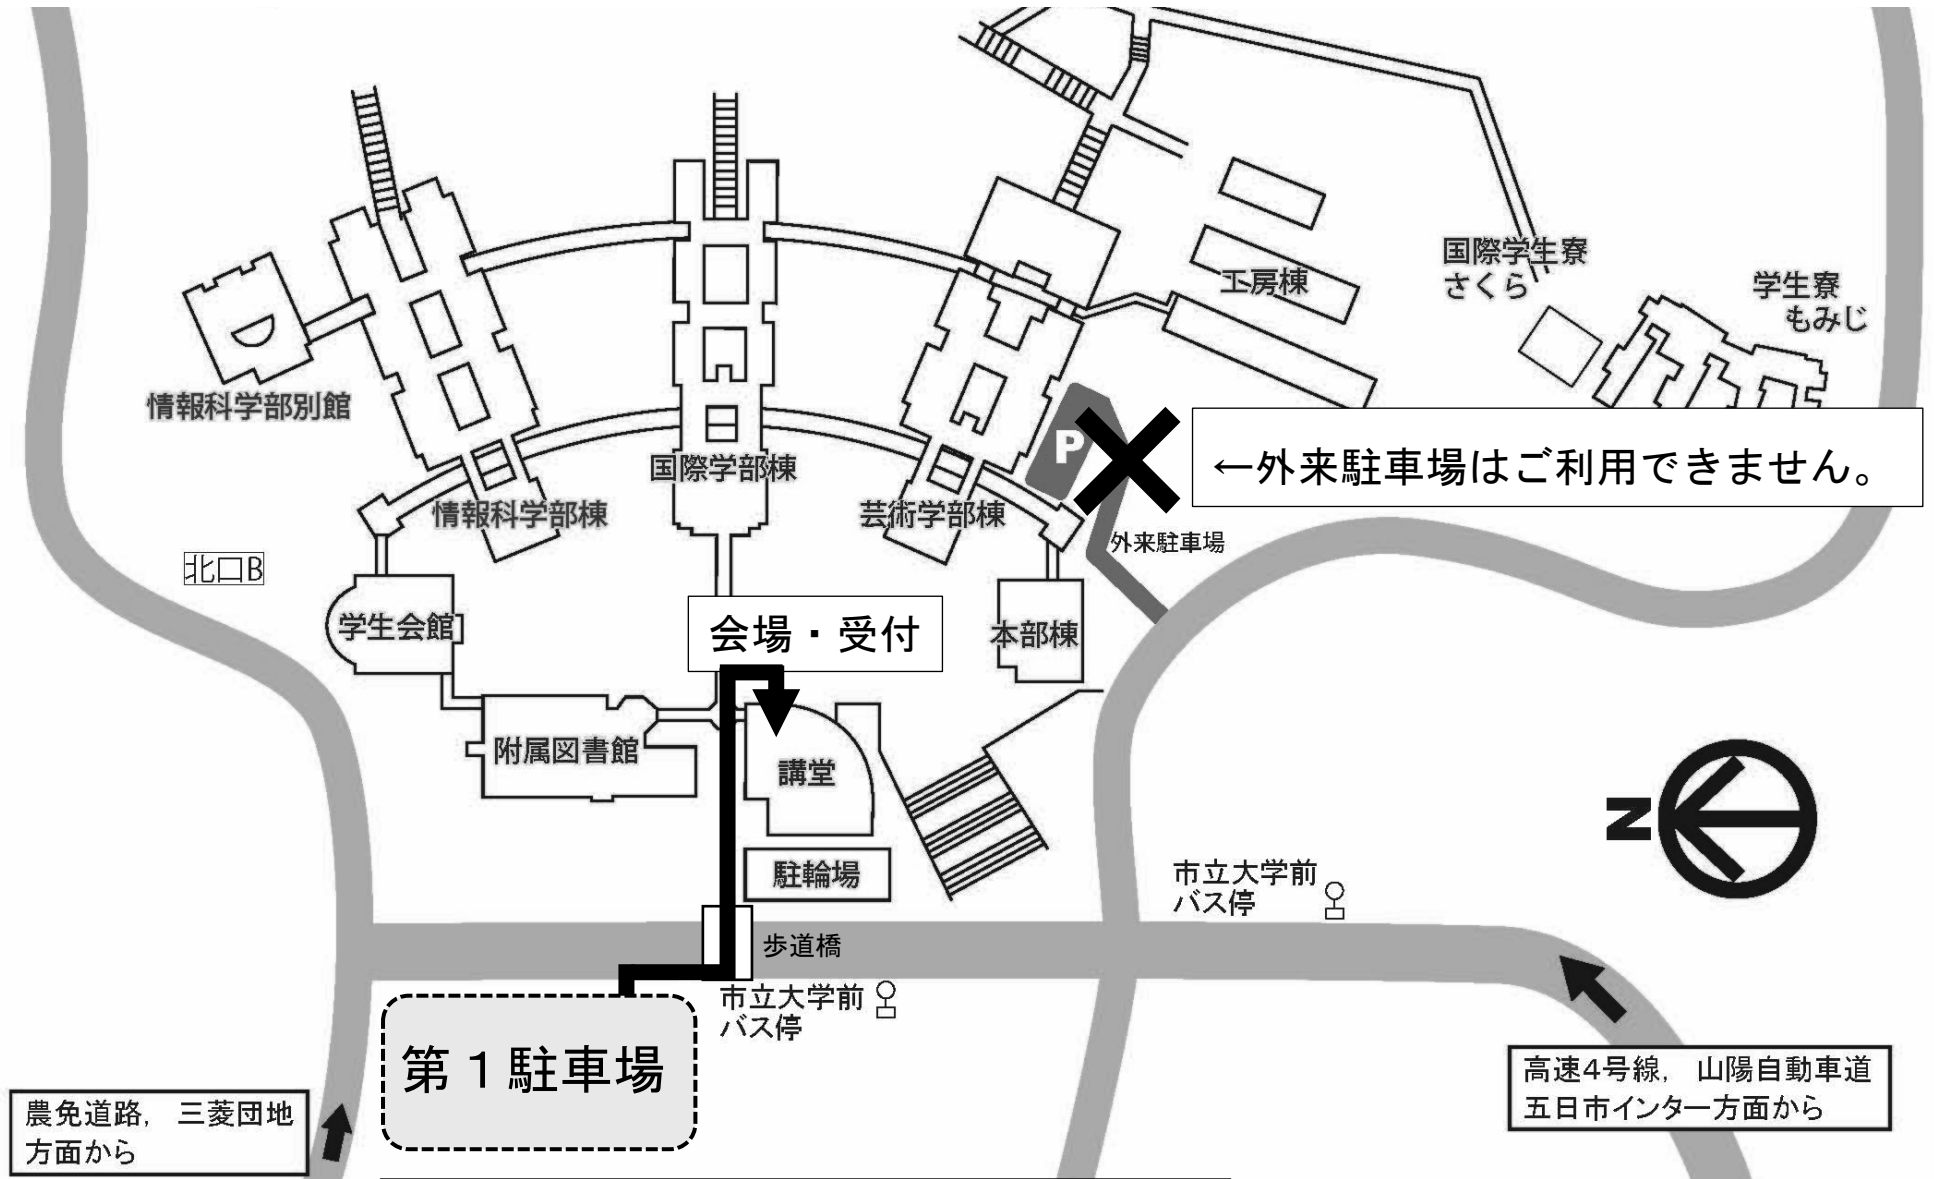 国際学生寮
さくら
学生寮
もみじ
工房棟
情報科学部別館
P
←外来駐車場はご利用できません。
国際学部棟
情報科学部棟
芸術学部棟
外来駐車場
北口B
学生会館
会場・受付
本部棟
附属図書館
講堂
N
駐輪場
市立大学前
バス停
歩道橋
市立大学前
バス停
第１駐車場
高速4号線,　山陽自動車道
五日市インター方面から
農免道路,　三菱団地
方面から